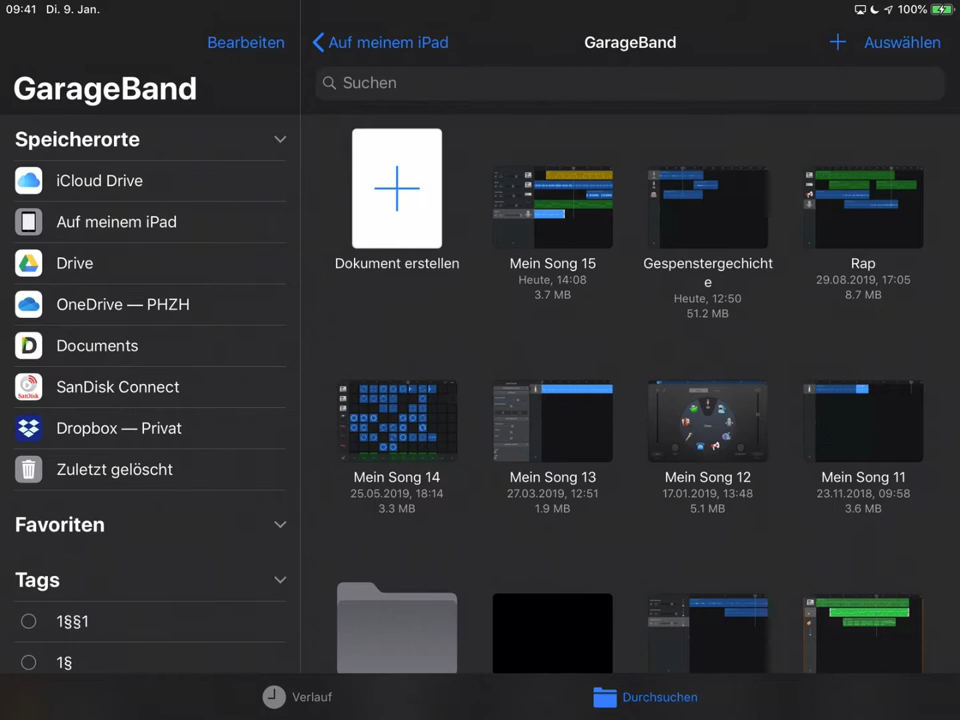 09:41 Di. 9. Jan.
100%
Bearbeiten
Auf meinem iPad
GarageBand
Auswählen
GarageBand
Suchen
Speicherorte
iCloud Drive
Auf meinem iPad
Drive
OneDrive — PHZH
Documents
SanDisk Connect
Dropbox — Privat
Zuletzt gelöscht
Favoriten
Tags
1§§1
1§
Dokument erstellen
Mein Song 15
Heute, 14:08
3.7 MB
Gespenstergechicht
e
Heute, 12:50
51.2 MB
Rap
29.08.2019, 17:05
8.7 MB
Mein Song 14
25.05.2019, 18:14
3.3 MB
Mein Song 13
27.03.2019, 12:51
1.9 MB
Mein Song 12
17.01.2019, 13:48
5.1 MB
Mein Song 11
23.11.2018, 09:58
3.6 MB
Verlauf
Durchsuchen